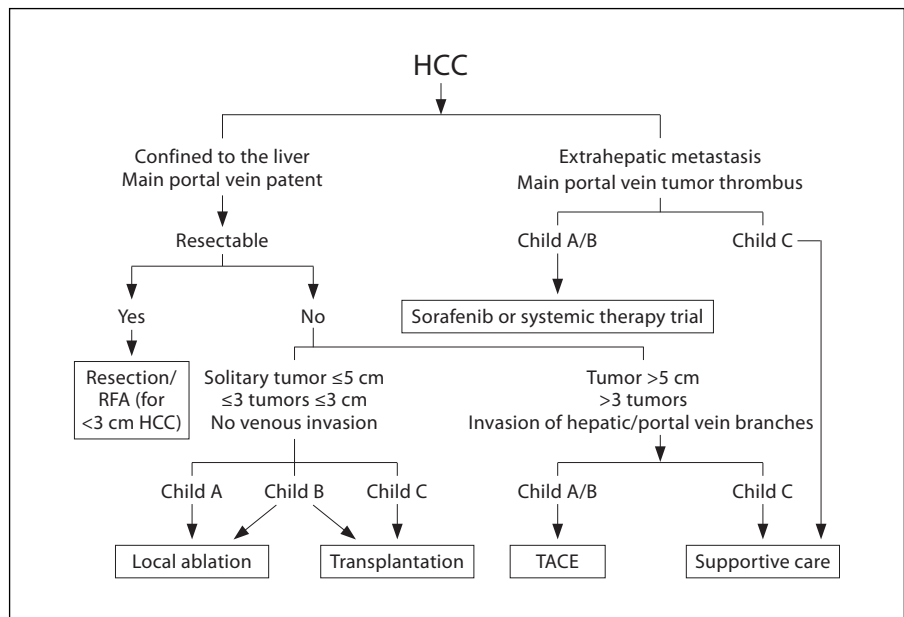 HCC
Confined to the liver
Main portal vein patent
Extrahepatic metastasis
Main portal vein tumor thrombus
Resectable
Child A/B
Child C
Yes
No
Sorafenib or systemic therapy trial
Resection/
RFA (for
<3 cm HCC)
Solitary tumor ≤5 cm
≤3 tumors ≤3 cm
No venous invasion
Tumor >5 cm
>3 tumors
Invasion of hepatic/portal vein branches
Child A
Child B
Child C
Child A/B
Child C
Local ablation
Transplantation
TACE
Supportive care